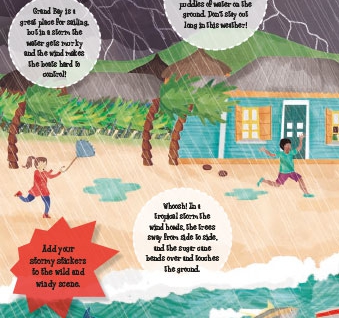 Grand Bay is a
great place for sailing,
but in a storm the
water gets murky
and the wind makes
the boats hard to
control!
puddles of water on the
ground. Don't stay out
long in this weather!
Whoosh! In a
tropical storm the
wind howls, the trees
sway from side to side,
and the sugar cane
bends over and touches
the ground.
Add your
stormy stickers
to the wild and
windy scene.